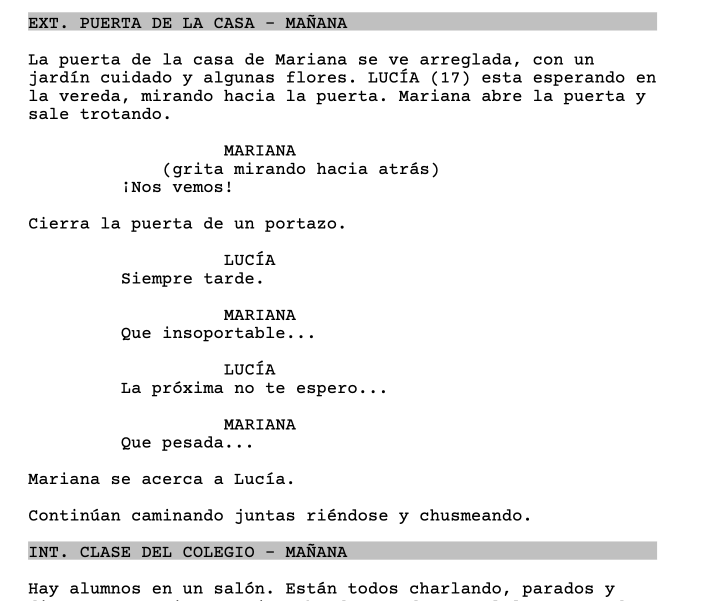 EXT. PUERTA DE LA CASA - MAÑANA
La puerta de la casa de Mariana se ve arreglada, con un
jardín cuidado y algunas flores. LUCÍA (17) esta esperando en
la vereda, mirando hacia la puerta. Mariana abre la puerta y
sale trotando.
MARIANA
(grita mirando hacia atrás)
¡Nos vemos!
Cierra la puerta de un portazo.
LUCÍA
Siempre tarde.
MARIANA
Que insoportable...
LUCÍA
La próxima no te espero...
MARIANA
Que pesada...
Mariana se acerca a Lucía.
Continúan caminando juntas riéndose y chusmeando.
INT. CLASE DEL COLEGIO - MAÑANA
Hay alumnos en un salón. Están todos charlando, parados y